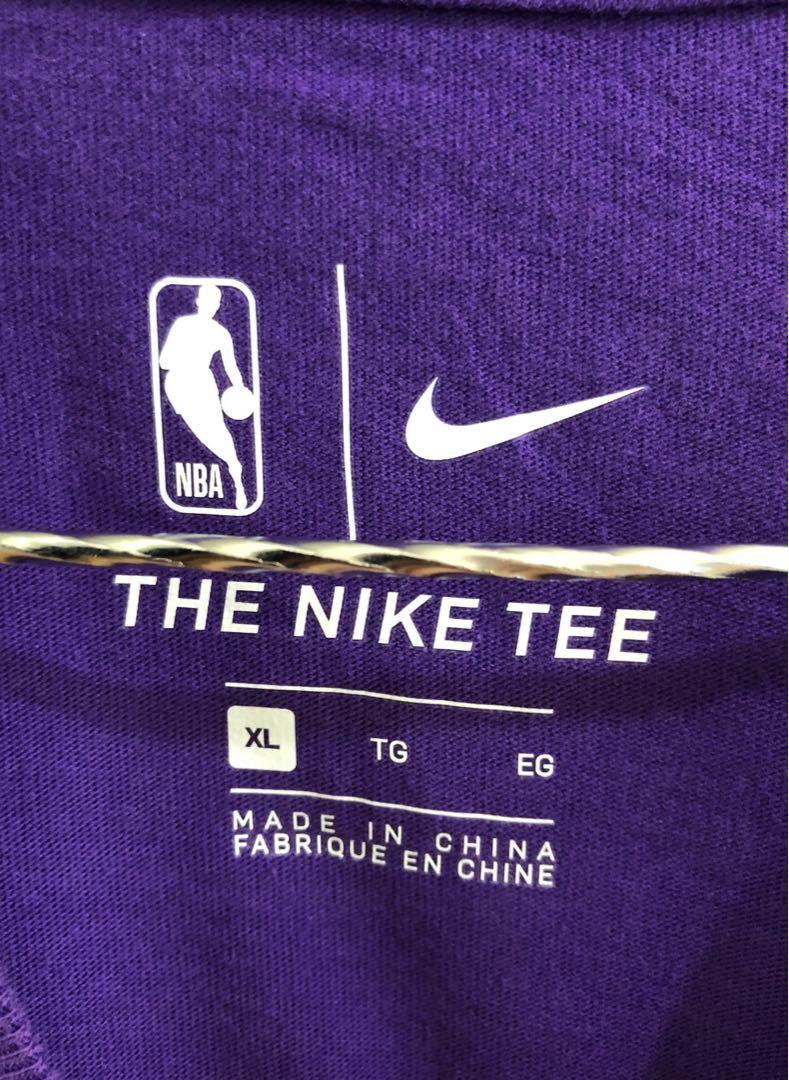 NBA
THE NIKE TEE
XL TG EG
MADE IN CHINA
FABRIQUE EN CHINE